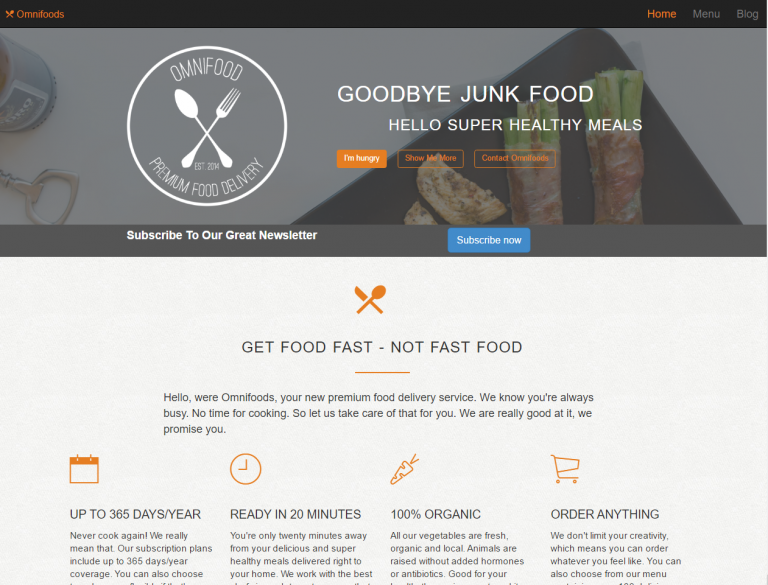 Omnifoods
Home Menu Blog
OMNIFOOD
EST. 2014
PREMIUM FOOD DELIVERY
GOODBYE JUNK FOOD
HELLO SUPER HEALTHY MEALS
I'm hungry Show Me More Contact Omnifoods
Subscribe To Our Great Newsletter
Subscribe now
GET FOOD FAST - NOT FAST FOOD
Hello, were Omnifoods, your new premium food delivery service. We know you're always
busy. No time for cooking. So let us take care of that for you. We are really good at it, we
promise you.
UP TO 365 DAYS/YEAR
Never cook again! We really
mean that. Our subscription plans
include up to 365 days/year
coverage. You can also choose
READY IN 20 MINUTES
You're only twenty minutes away
from your delicious and super
healthy meals delivered right to
your home. We work with the best
100% ORGANIC
All our vegetables are fresh,
organic and local. Animals are
raised without added hormones
or antibiotics. Good for your
ORDER ANYTHING
We don't limit your creativity,
which means you can order
whatever you feel like. You can
also choose from our menu